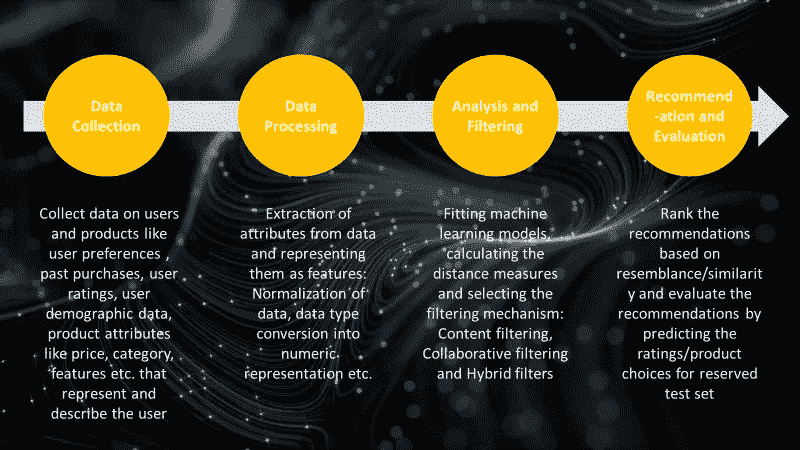 Data
Collection
Data
Processing
Analysis and
Filtering
Recommend
-ation and
Evaluation
Collect data on users
and products like
user preferences ,
past purchases, user
ratings, user
demographic data,
product attributes
like price, category,
features etc. that
represent and
describe the user
Extraction of
attributes from data
and representing
them as features:
Normalization of
data, data type
conversion into
numeric
representation etc.
Fitting machine
learning models,
calculating the
distance measures
and selecting the
filtering mechanism:
Content filtering,
Collaborative filtering
and Hybrid filters
Rank the
recommendations
based on
resemblance/similarit
y and evaluate the
recommendations by
predicting the
ratings/product
choices for reserved
test set